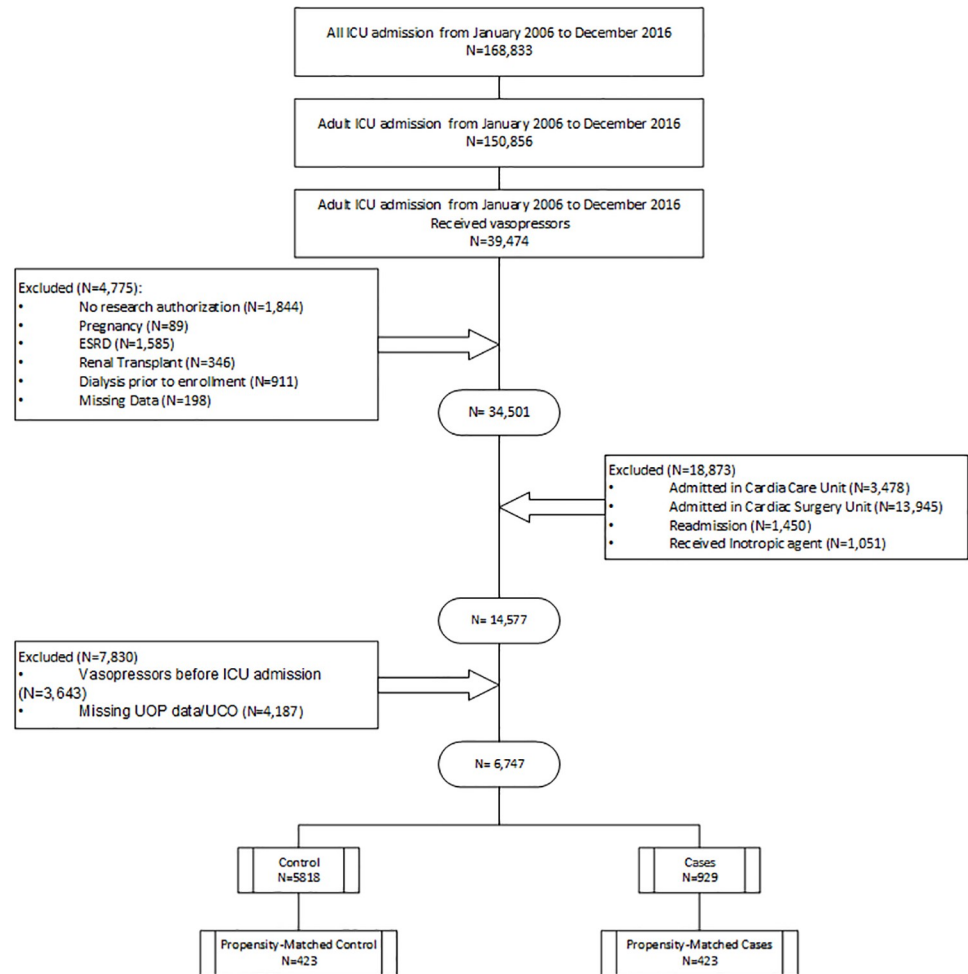 All ICU admission from January 2006 to December 2016
N=168,833
Adult ICU admission from January 2006 to December 2016
N=150,856
Adult ICU admission from January 2006 to December 2016
Received vasopressors
N=39,474
Excluded (N=4,775):
• No research authorization (N=1,844)
• Pregnancy (N=89)
• ESRD (N=1,585)
• Renal Transplant (N=346)
• Dialysis prior to enrollment (N=911)
• Missing Data (N=198)
N= 34,501
Excluded (N=18,873)
• Admitted in Cardia Care Unit (N=3,478)
• Admitted in Cardiac Surgery Unit (N=13,945)
• Readmission (N=1,450)
• Received Inotropic agent (N=1,051)
N= 14,577
Excluded (N=7,830)
• Vasopressors before ICU admission
(N=3,643)
• Missing UOP data/UCO (N=4,187)
N= 6,747
Control
N=5818
Cases
N=929
Propensity-Matched Control
N=423
Propensity-Matched Cases
N=423